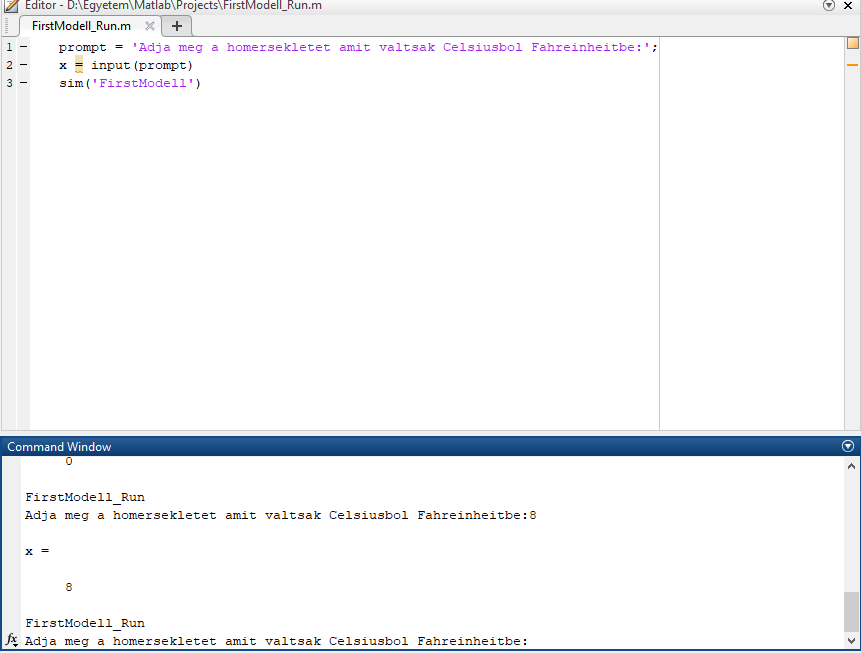 Editor - D:\Egyetem\Matlab\Projects\FirstModell_Run.m
FirstModell_Run.m
1 prompt = 'Adja meg a homersekletet amit valtsak Celsiusbol Fahreinheitbe:';
2 x = input(prompt)
3 sim('FirstModell')
Command Window
0
FirstModell_Run
Adja meg a homersekletet amit valtsak Celsiusbol Fahreinheitbe:8
x =
8
FirstModell_Run
fx Adja meg a homersekletet amit valtsak Celsiusbol Fahreinheitbe: